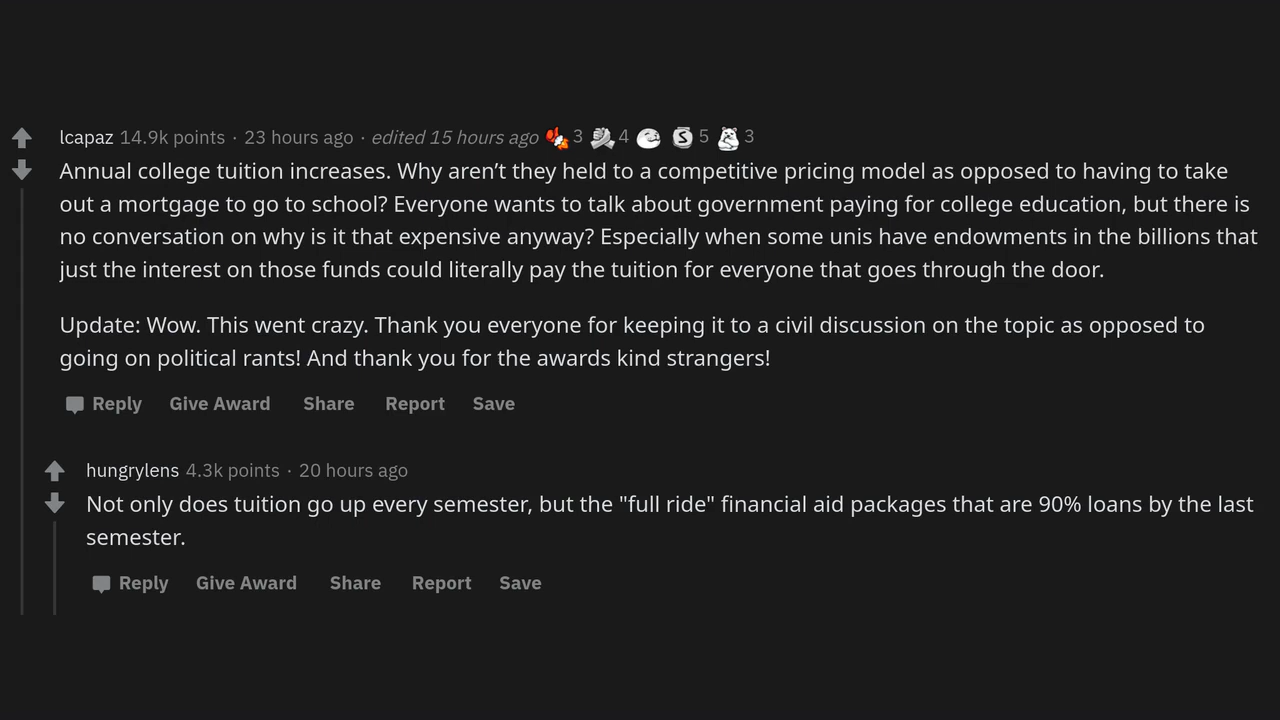 lcapaz 14.9k points · 23 hours ago · edited 15 hours ago 3 4 S 5 3
Annual college tuition increases. Why aren’t they held to a competitive pricing model as opposed to having to take
out a mortgage to go to school? Everyone wants to talk about government paying for college education, but there is
no conversation on why is it that expensive anyway? Especially when some unis have endowments in the billions that
just the interest on those funds could literally pay the tuition for everyone that goes through the door.
Update: Wow. This went crazy. Thank you everyone for keeping it to a civil discussion on the topic as opposed to
going on political rants! And thank you for the awards kind strangers!
Reply Give Award Share Report Save
hungrylens 4.3k points · 20 hours ago
Not only does tuition go up every semester, but the "full ride" financial aid packages that are 90% loans by the last
semester.
Reply Give Award Share Report Save